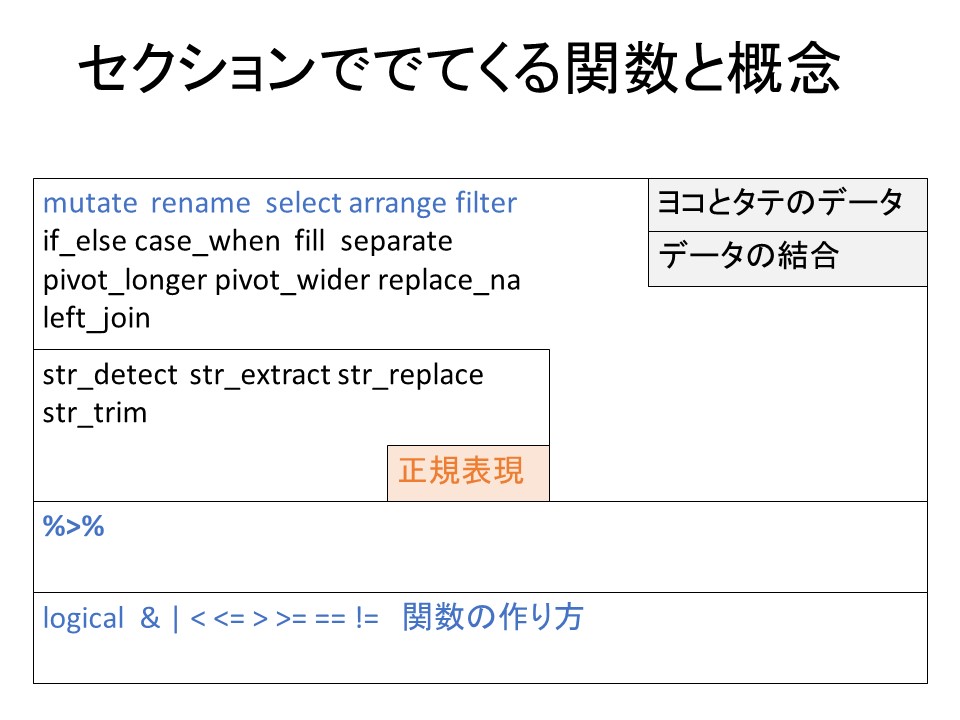 セクションででてくる関数と概念
mutate rename select arrange filter
if_else case_when fill separate
pivot_longer pivot_wider replace_na
left_join
ヨコとタテのデータ
データの結合
str_detect str_extract str_replace
str_trim
正規表現
%>%
logical & | < <= > >= == != 関数の作り方